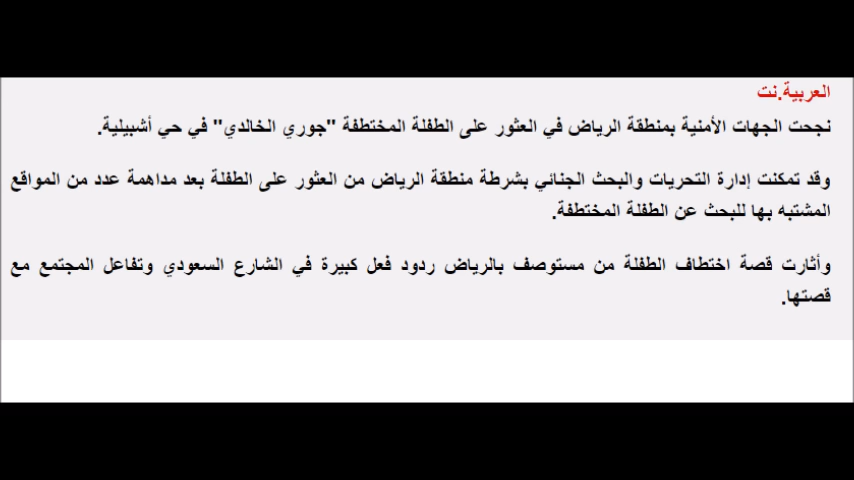 العربية.نت
نجحت الجهات الأمنية بمنطقة الرياض في العثور على الطفلة المختطفة "جوري الخالدي" في حي أشبيلية.
وقد تمكنت إدارة التحريات والبحث الجنائي بشرطة منطقة الرياض من العثور على الطفلة بعد مداهمة عدد من المواقع
المشتبه بها للبحث عن الطفلة المختطفة.
وأثارت قصة اختطاف الطفلة من مستوصف بالرياض ردود فعل كبيرة في الشارع السعودي وتفاعل المجتمع مع
قصتها.